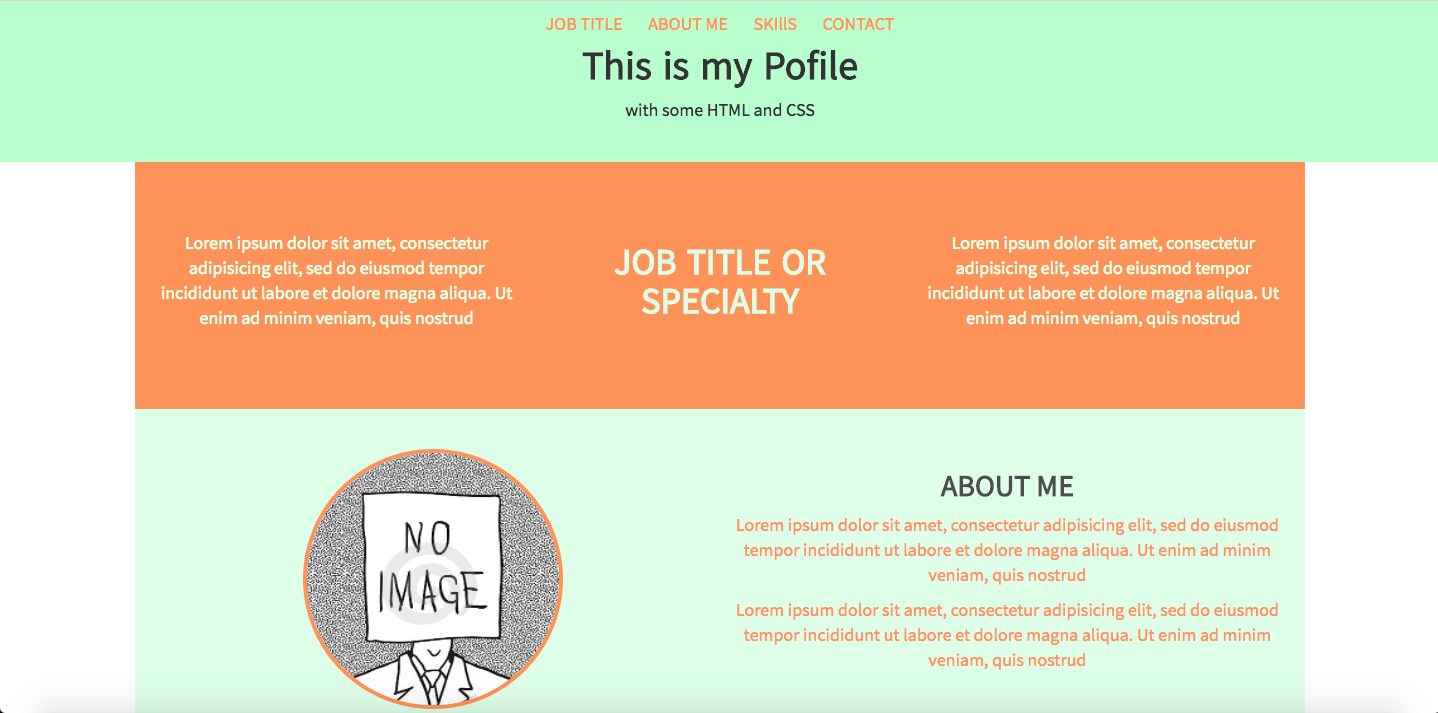 JOB TITLE ABOUT ME SKIllS CONTACT
This is my Pofile
with some HTML and CSS
Lorem ipsum dolor sit amet, consectetur
adipisicing elit, sed do eiusmod tempor
incididunt ut labore et dolore magna aliqua. Ut
enim ad minim veniam, quis nostrud
JOB TITLE OR
SPECIALTY
Lorem ipsum dolor sit amet, consectetur
adipisicing elit, sed do eiusmod tempor
incididunt ut labore et dolore magna aliqua. Ut
enim ad minim veniam, quis nostrud
NO
IMAGE
ABOUT ME
Lorem ipsum dolor sit amet, consectetur adipisicing elit, sed do eiusmod
tempor incididunt ut labore et dolore magna aliqua. Ut enim ad minim
veniam, quis nostrud
Lorem ipsum dolor sit amet, consectetur adipisicing elit, sed do eiusmod
tempor incididunt ut labore et dolore magna aliqua. Ut enim ad minim
veniam, quis nostrud